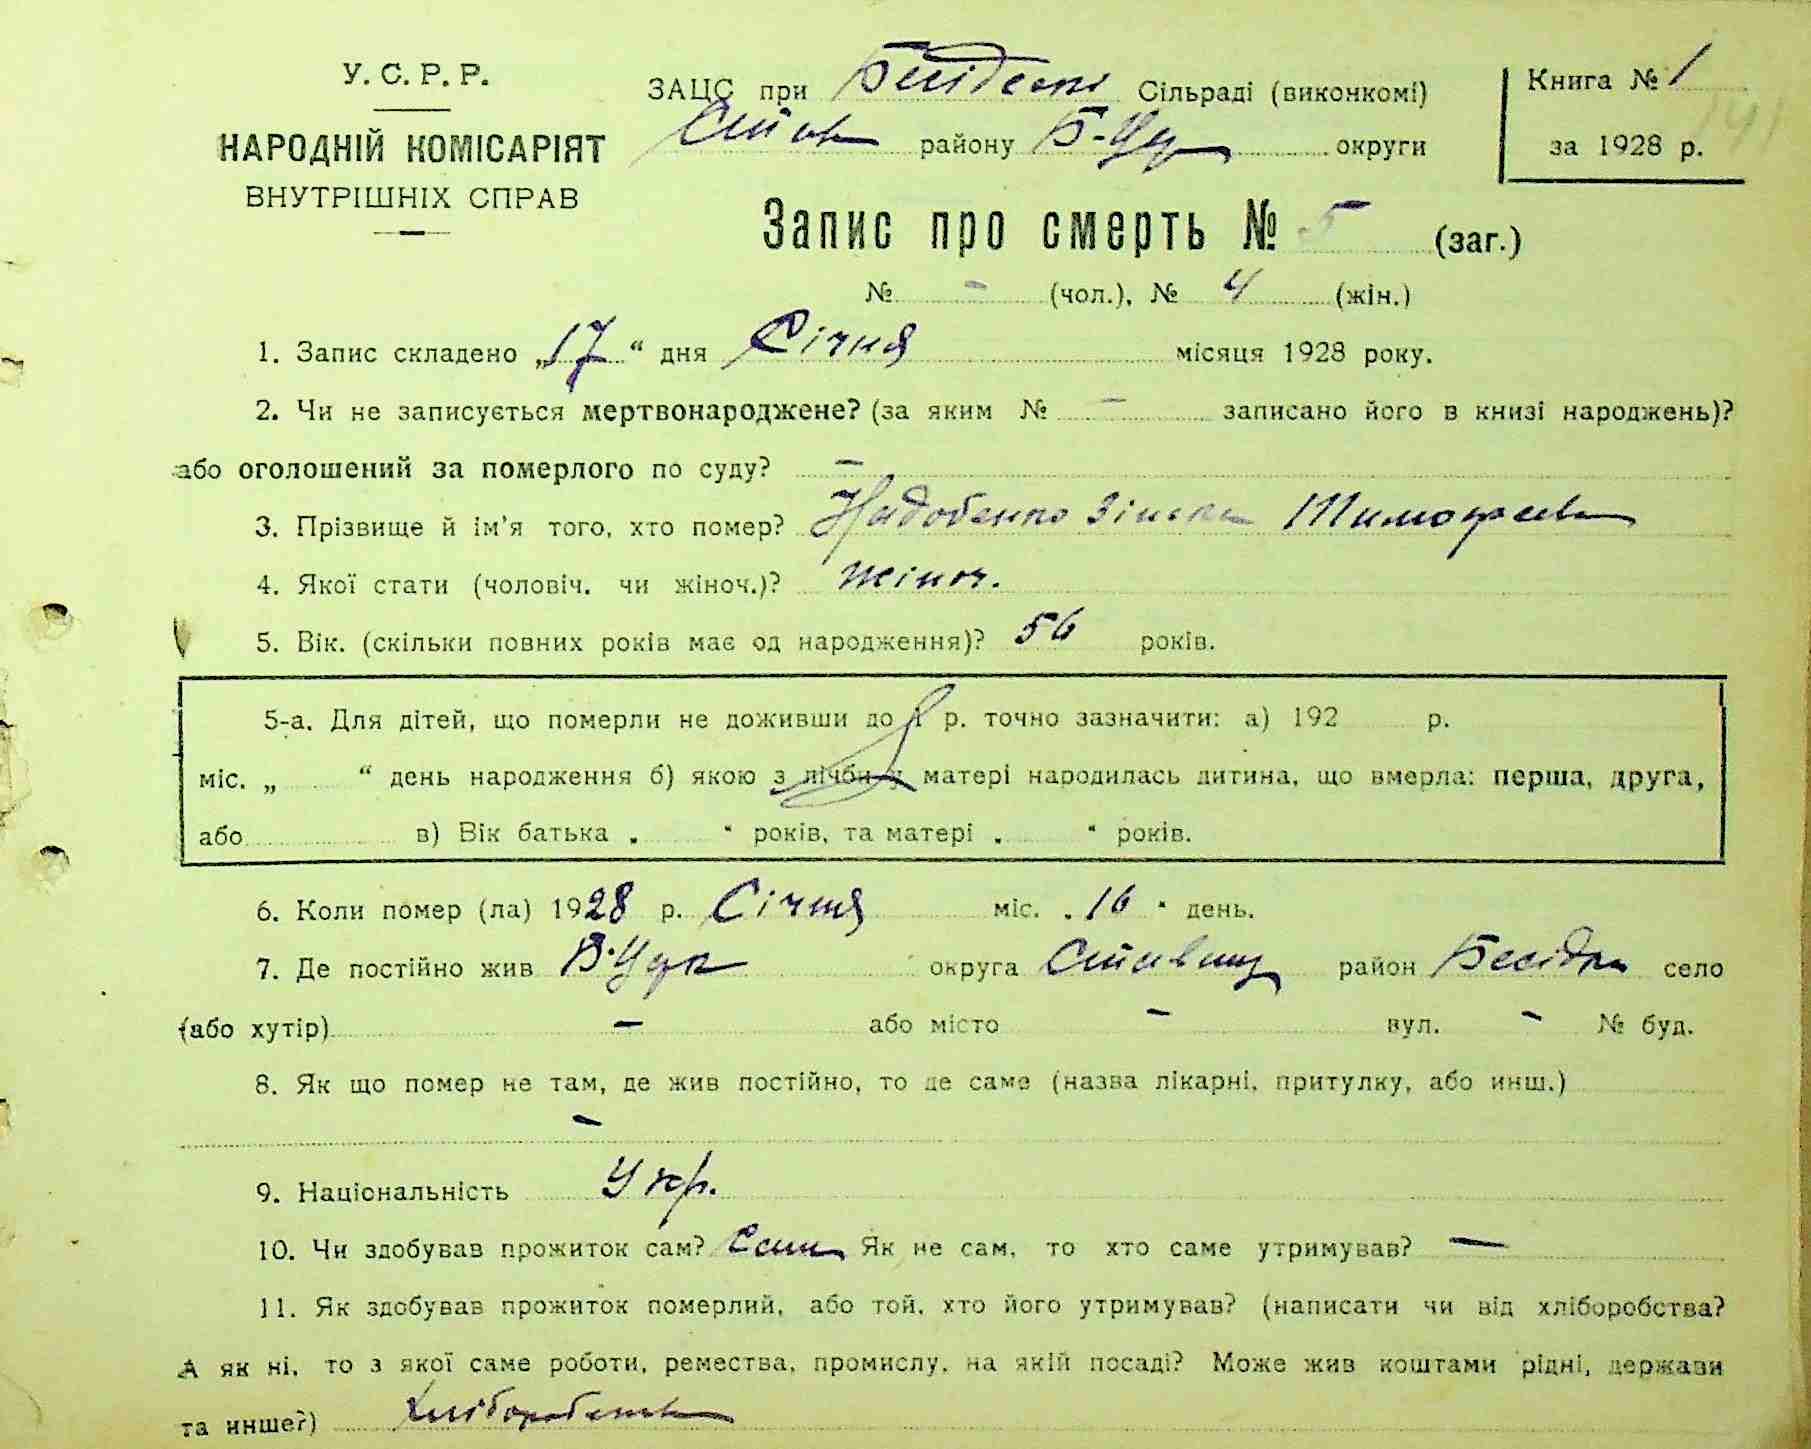 У. С. Р. Р.
НАРОДНІЙ КОМІСАРІЯТ
ВНУТРІШНІХ СПРАВ
ЗАЦС при Сільраді (виконкомі)
району Б-Церк округи
Книга № 1
за 1928 р.
Запис про смерть № 5 (заг.)
№ - (чол.), № 4 (жін.)
1. Запис складено „17“ дня Січня місяця 1928 року.
2. Чи не записується мертвонароджене? (за яким № - записано його в книзі народжень)?
або оголошений за померлого по суду? -
3. Прізвище й ім'я того, хто помер? Надобенко Зінька Тимофеева
4. Якої стати (чоловіч. чи жіноч.)? жіноч.
5. Вік. (скільки повних років має од народження)? 56 років.
5-а. Для дітей, що померли не доживши до 1 р. точно зазначити: а) 192 р.
міс. „ “ день народження б) якою з лічби у матері народилась дитина, що вмерла: перша, друга,
або в) Вік батька „ “ років, та матері „ “ років.
6. Коли помер (ла) 1928 р. Січня міс. „16“ день.
7. Де постійно жив Б-Церк округа Ставищ район Бесідка село
(або хутір) - або місто - вул. - № буд.
8. Як що помер не там, де жив постійно, то де саме (назва лікарні, притулку, або инш.)
-
9. Національність Укр.
10. Чи здобував прожиток сам? Сама Як не сам, то хто саме утримував? —
11. Як здобував прожиток померлий, або той, хто його утримував? (написати чи від хліборобства?
А як ні, то з якої саме роботи, ремества, промислу, на якій посаді? Може жив коштами рідні, держави
та инше?)